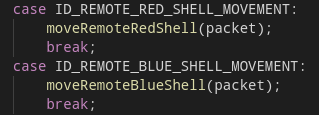 case ID_REMOTE_RED_SHELL_MOVEMENT:
    moveRemoteRedShell(packet);
    break;
case ID_REMOTE_BLUE_SHELL_MOVEMENT:
    moveRemoteBlueShell(packet);
    break;